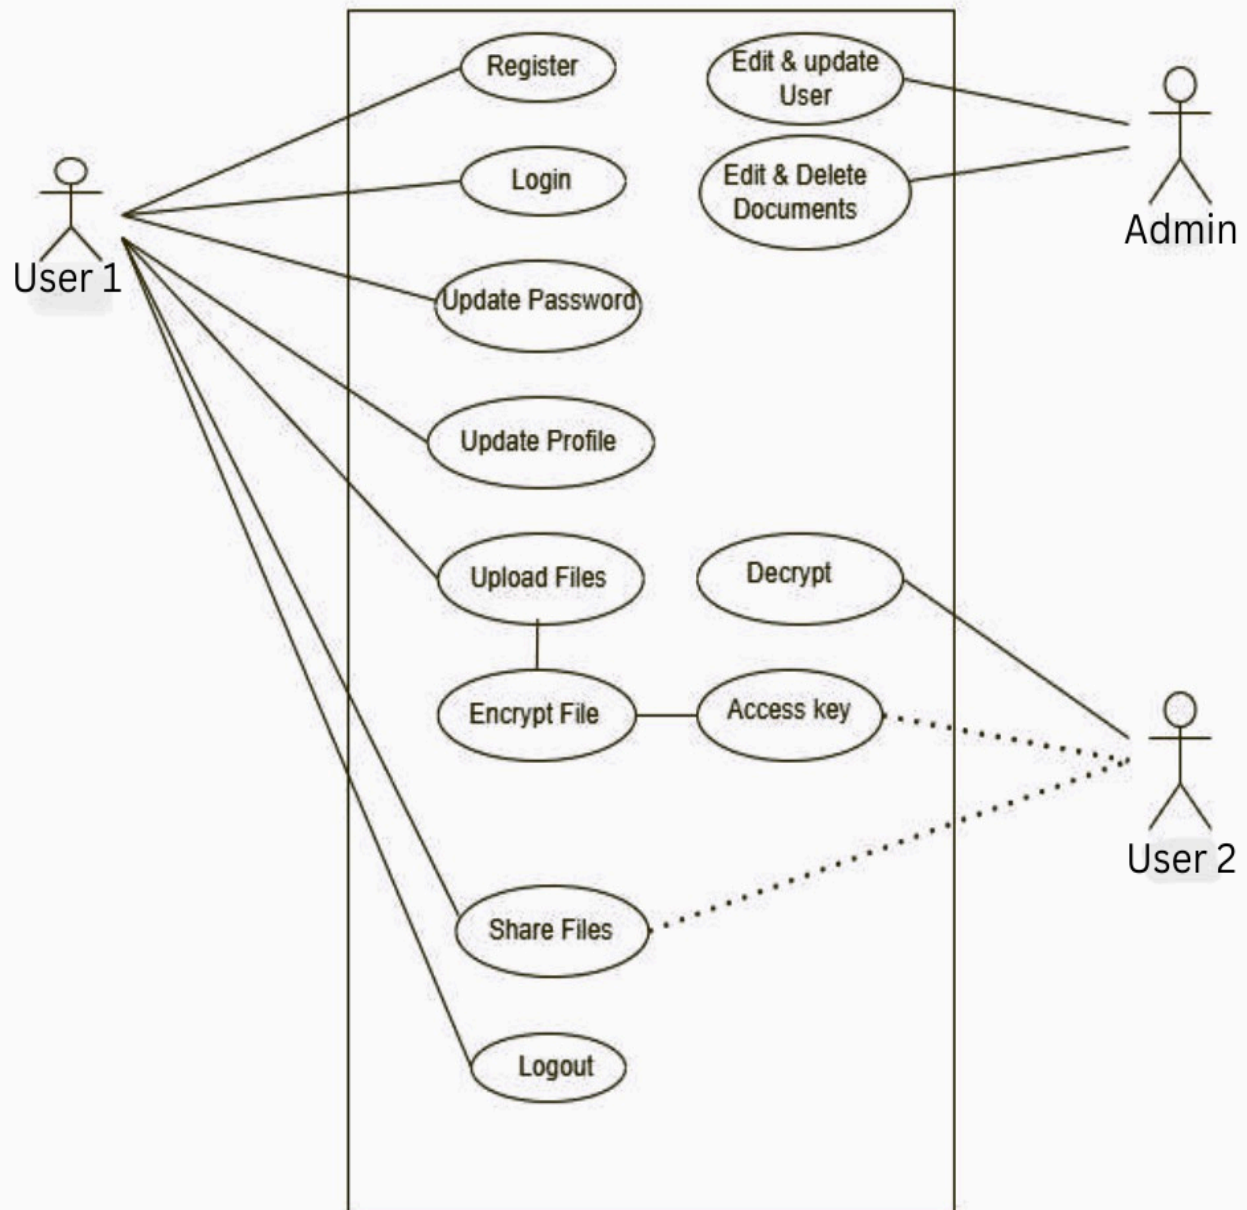 Register
Edit & update
User
Login
Edit & Delete
Documents
User 1
Admin
Update Password
Update Profile
Upload Files
Decrypt
Encrypt File
Access key
User 2
Share Files
Logout